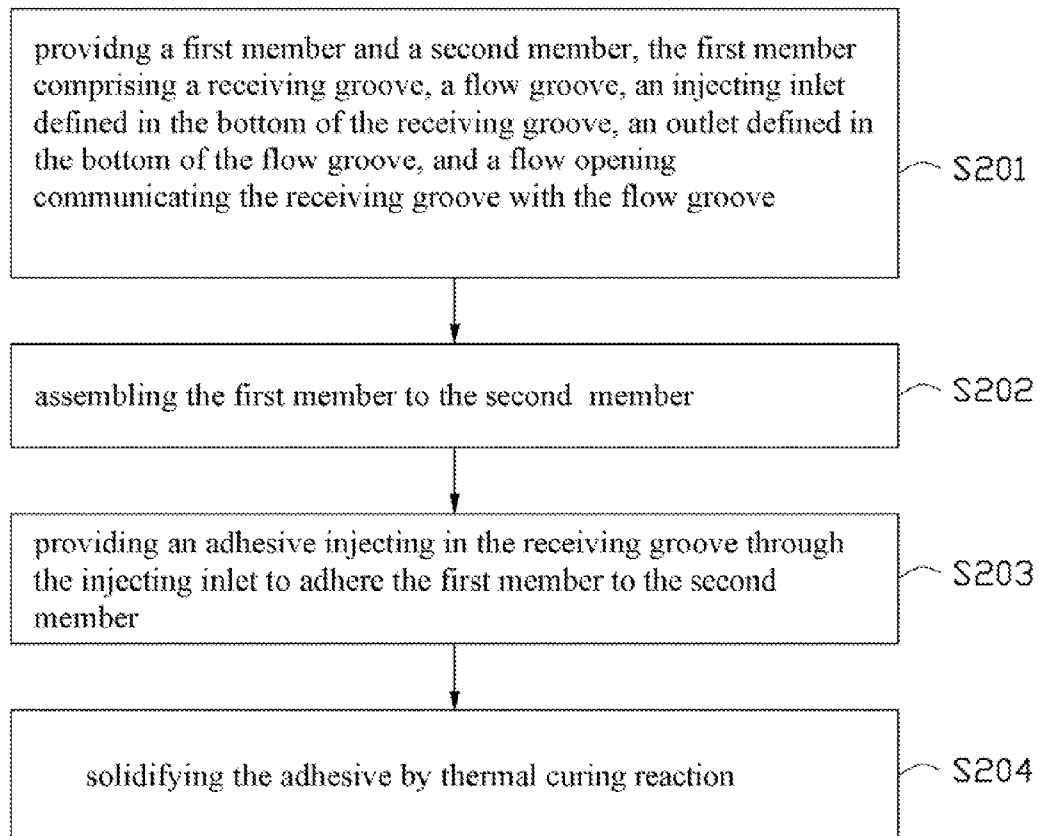 providng a first member and a second member, the first member
comprising a receiving groove, a flow groove, an injecting inlet
defined in the bottom of the receiving groove, an outlet defined in
the bottom of the flow groove, and a flow opening
communicating the receiving groove with the flow groove
S201
assembling the first member to the second member
S202
providing an adhesive injecting in the receiving groove through
the injecting inlet to adhere the first member to the second
member
S203
solidifying the adhesive by thermal curing reaction
S204